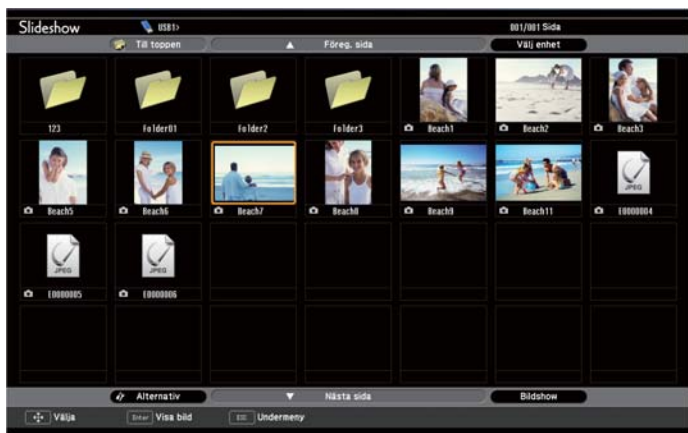 Slideshow USB1> 001/001 Sida
Till toppen Föreg. sida Välj enhet
123 Folder01 Folder2 Folder3 Beach1 Beach2 Beach3
JPEG
Beach5 Beach6 Beach7 Beach8 Beach9 Beach11 E0000004
JPEG JPEG
E0000005 E0000006
Alternativ Nästa sida Bildshow
Välja Enter Visa bild Undermeny